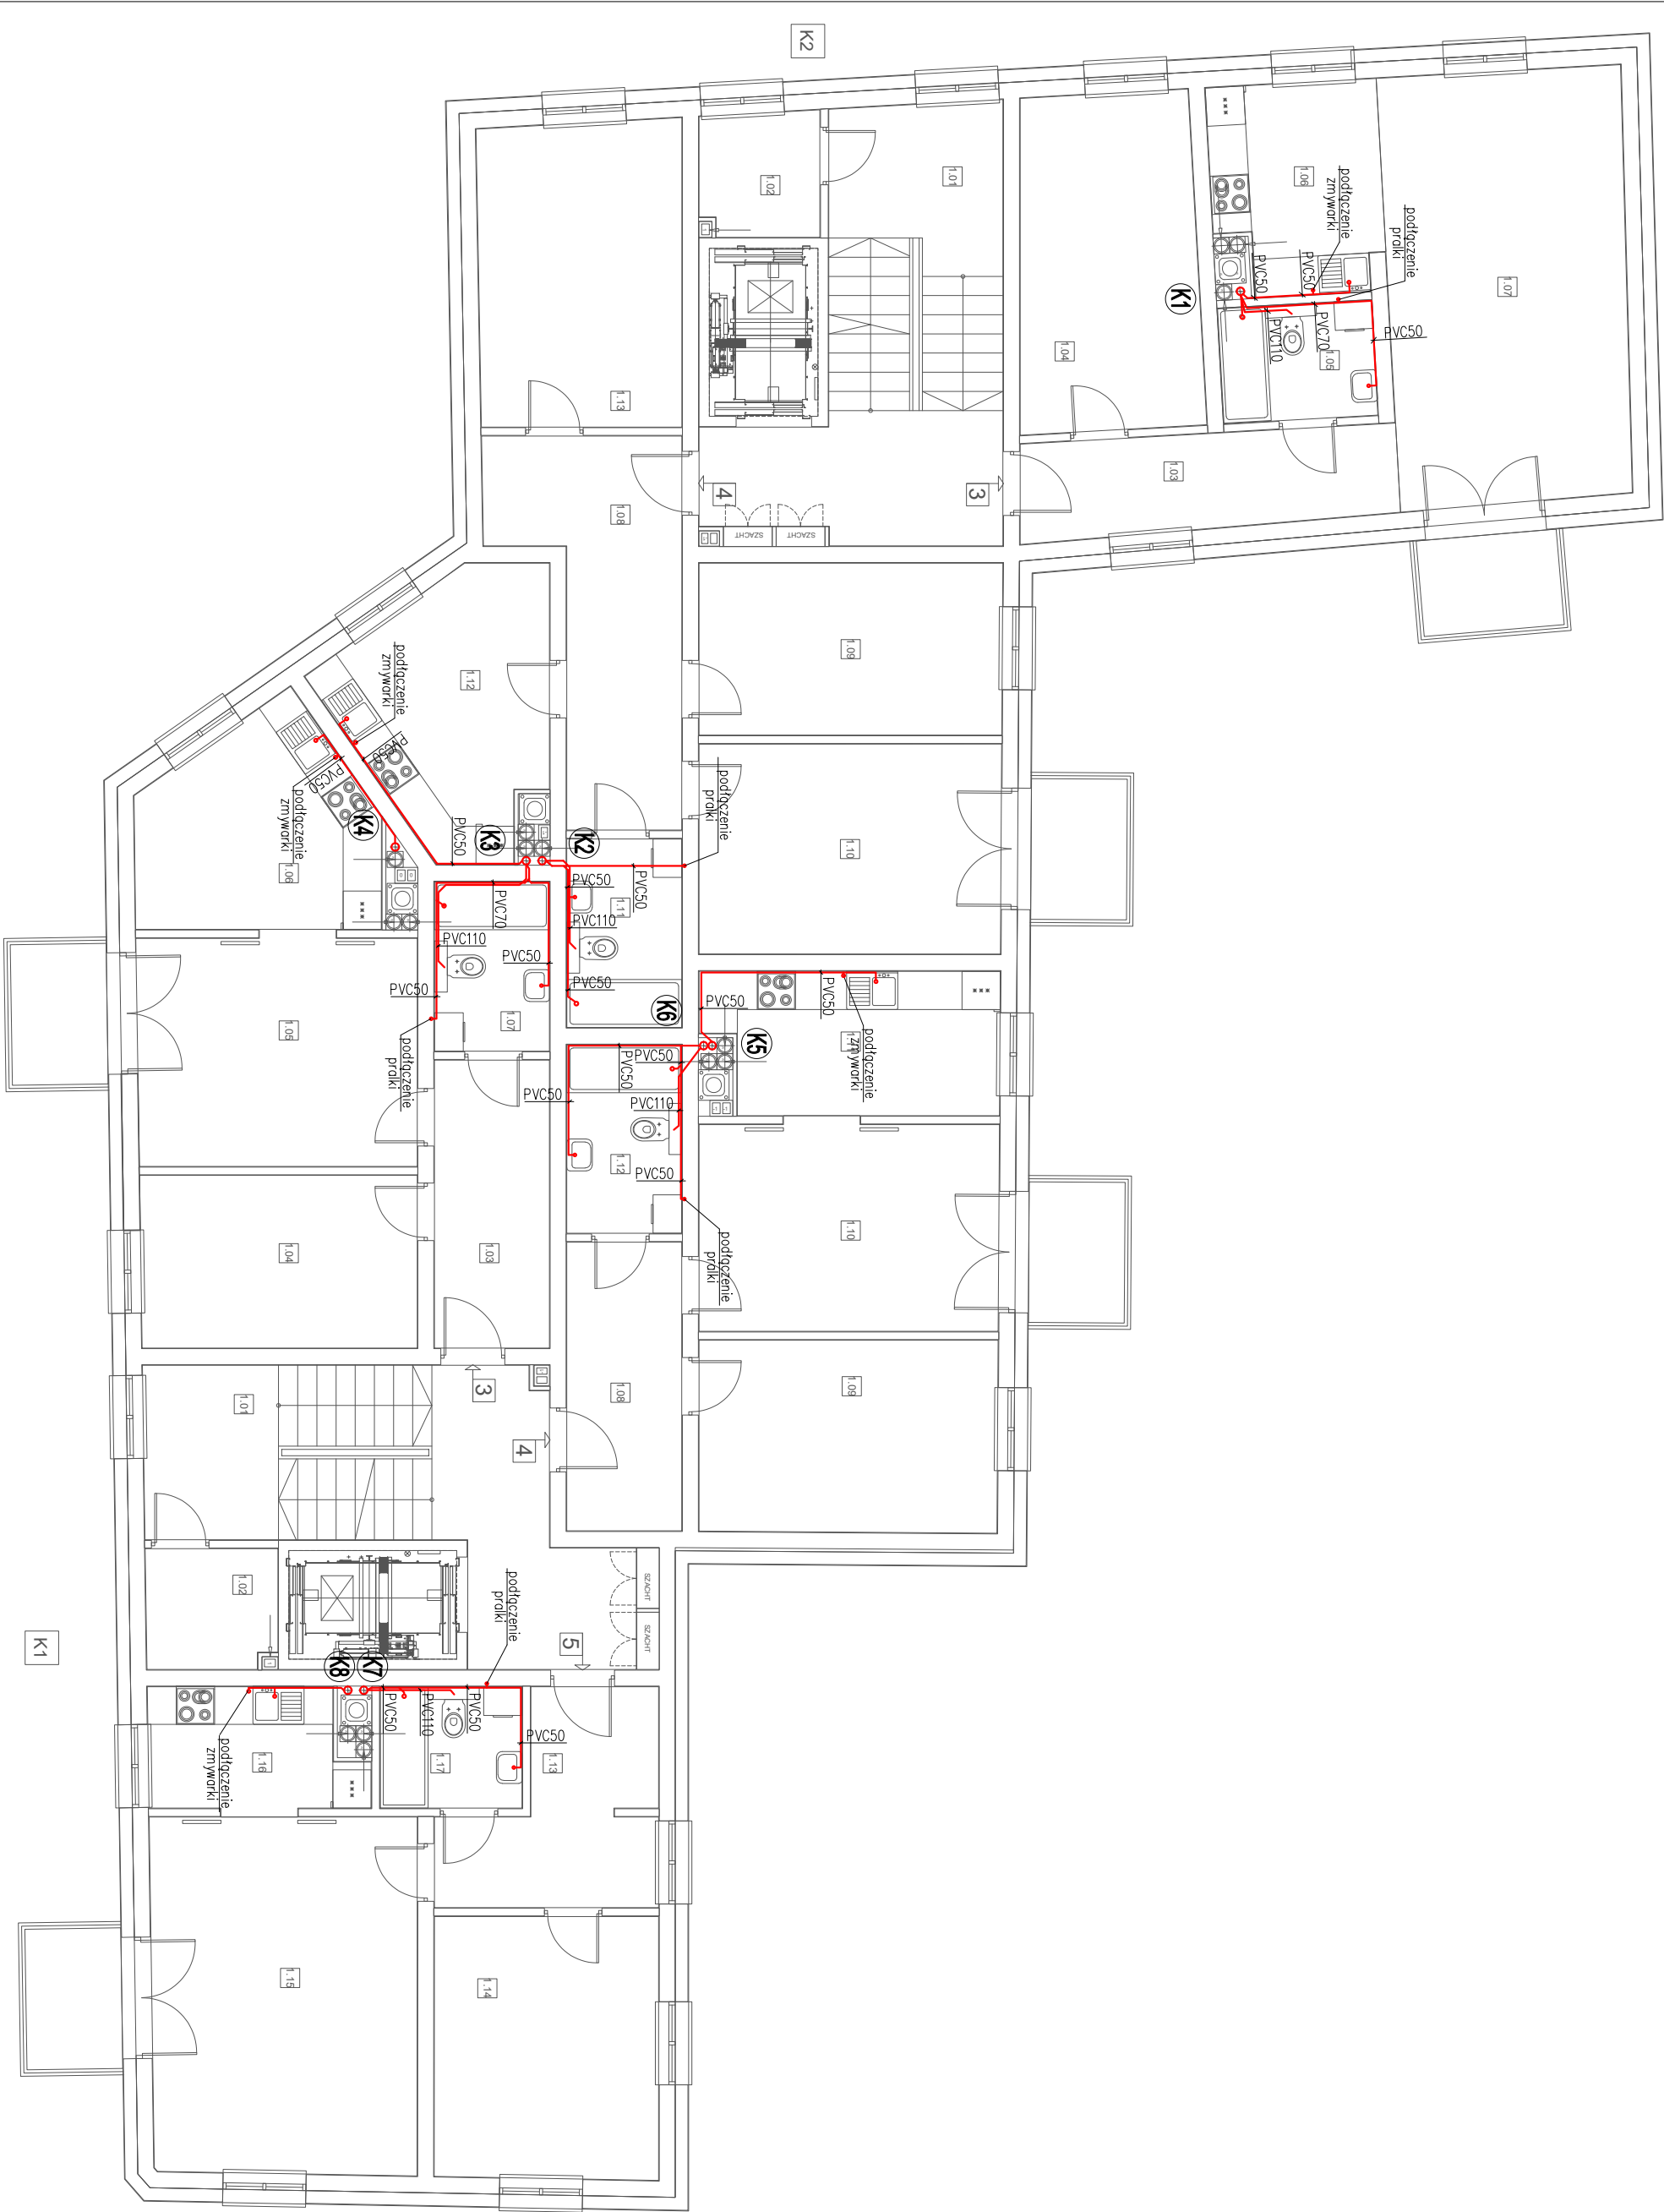 K2
1.01
1.02
1.06
podłączenie
zmywarki
podłączenie
pralki
1.07
PVC50
PVC50
K1
PVC110
PVC70
1.05
PVC50
1.04
1.13
1.03
3
4
1.08
SZACHT
SZACHT
1.09
podłączenie
zmywarki
1.12
PVC50
PVC50
podłączenie
zmywarki
K4
1.06
podłączenie
pralki
1.10
PVC50
K3
K2
PVC50
PVC50
PVC70
1.11
PVC110
PVC110
PVC50
PVC50
PVC50
K6
1.07
PVC50
PVC50
K5
podłączenie
zmywarki
1.05
podłączenie
pralki
PVC50
PVC50
PVC50
PVC110
1.12
PVC50
1.10
podłączenie
pralki
1.04
1.03
3
1.08
1.09
1.01
4
1.02
podłączenie
pralki
SZACHT
SZACHT
5
K1
K8
K7
PVC50
PVC110
PVC50
PVC50
1.16
podłączenie
zmywarki
1.17
1.13
1.15
1.14